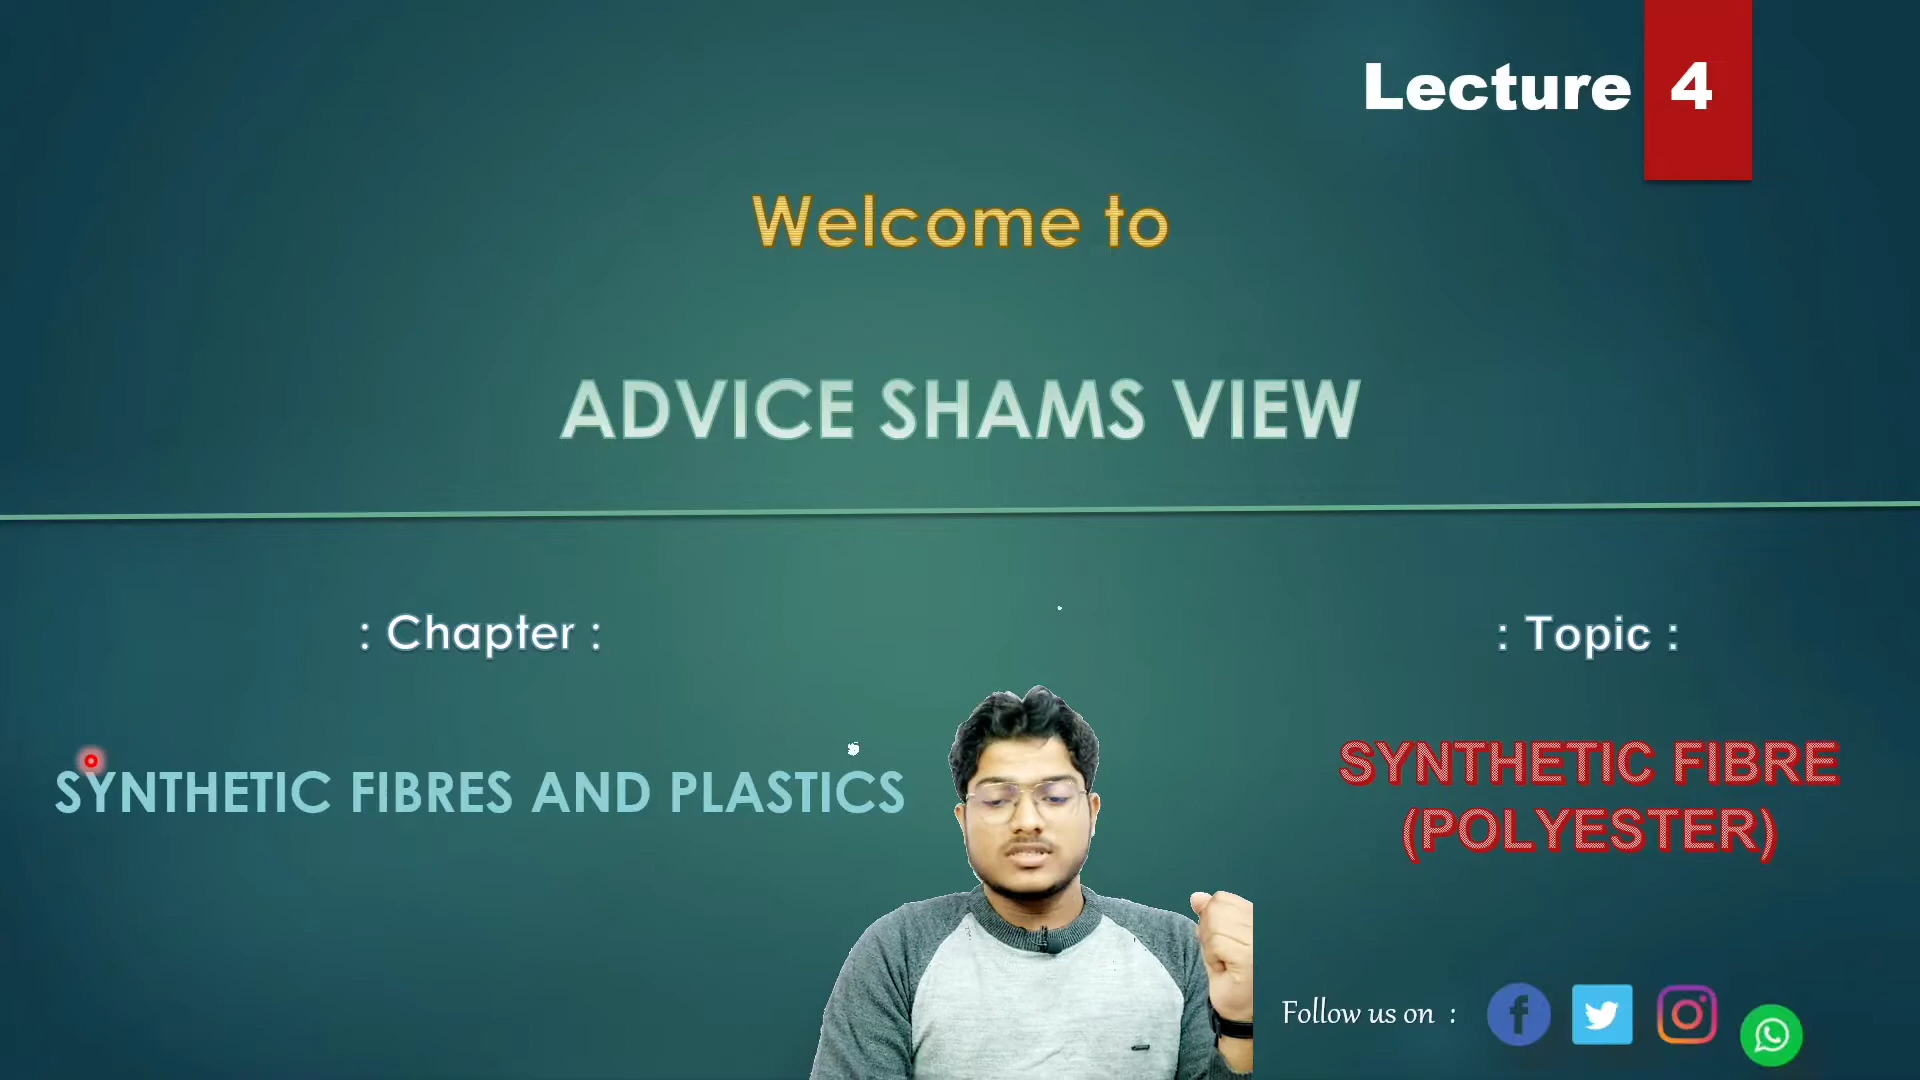 Lecture 4
Welcome to
ADVICE SHAMS VIEW
: Chapter :
SYNTHETIC FIBRES AND PLASTICS
: Topic :
SYNTHETIC FIBRE
(POLYESTER)
Follow us on :